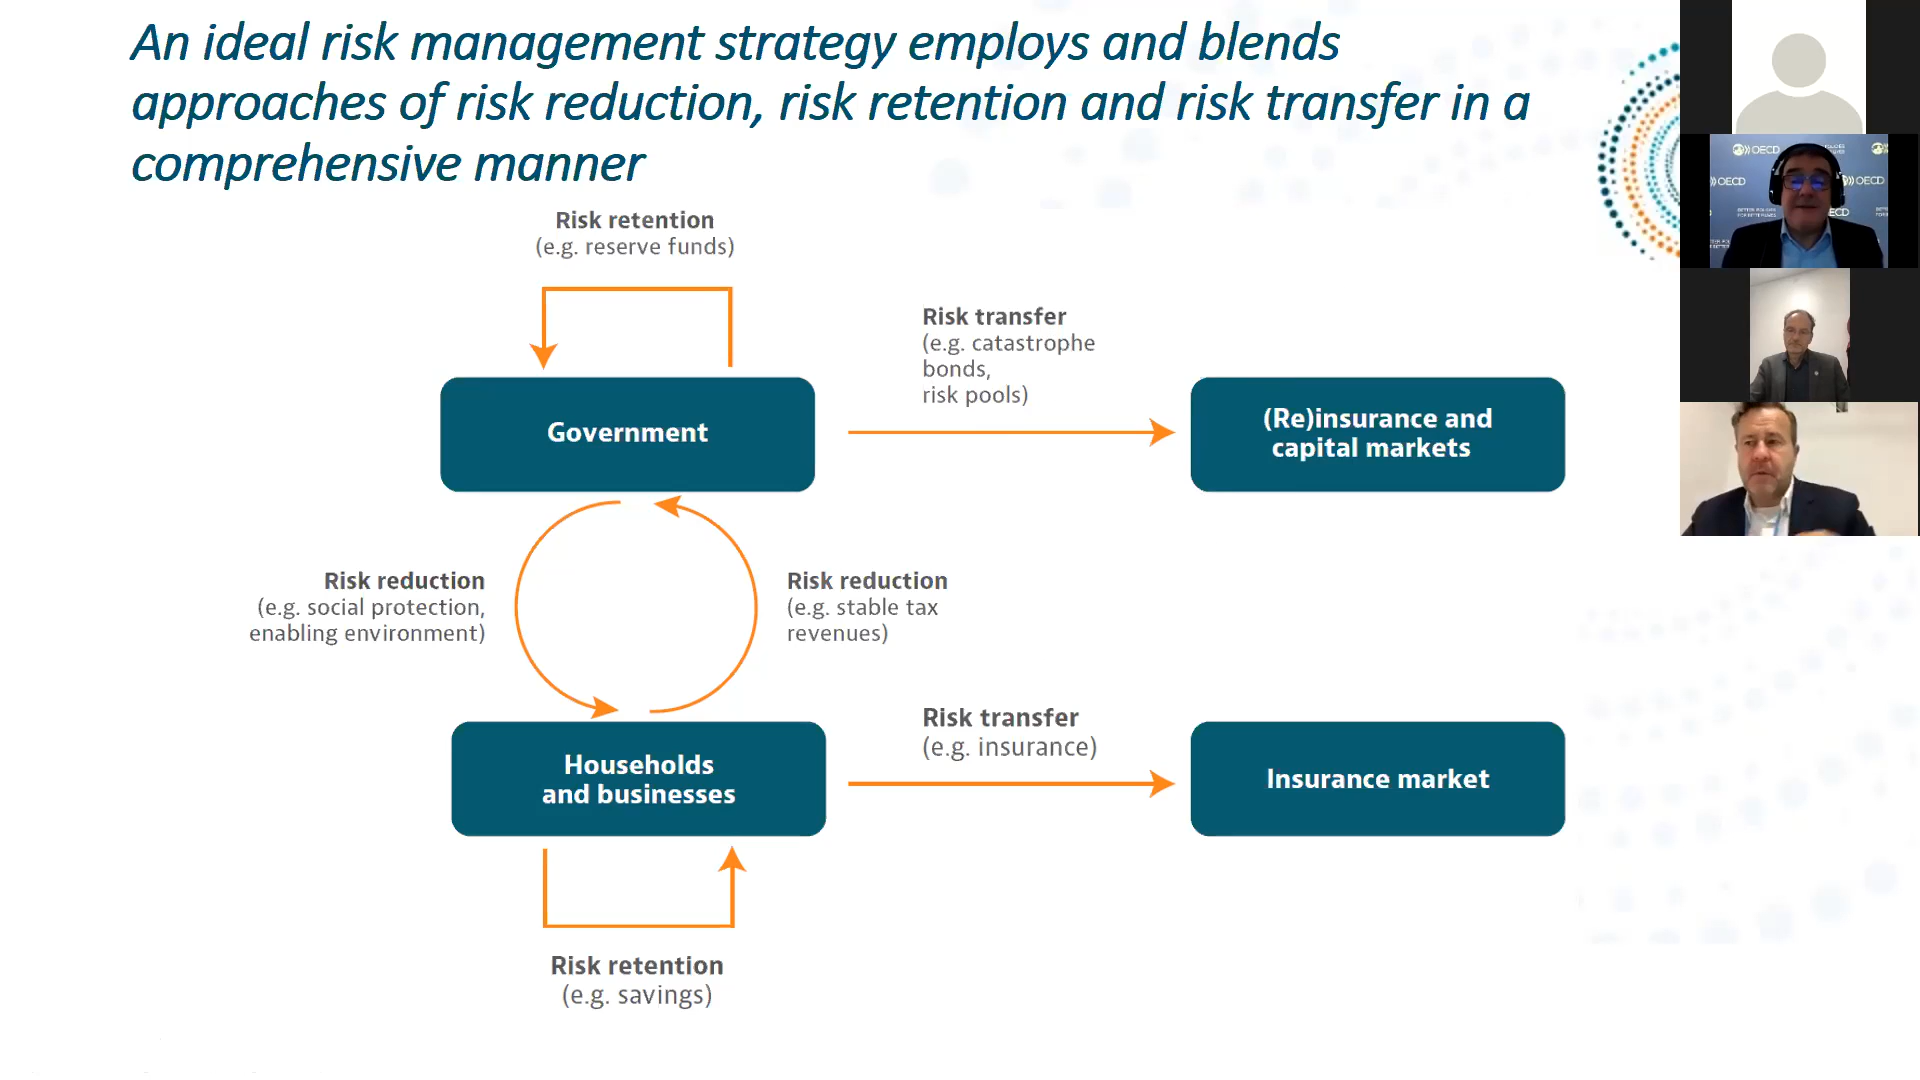 An ideal risk management strategy employs and blends
approaches of risk reduction, risk retention and risk transfer in a
comprehensive manner
Risk retention
(e.g. reserve funds)
Risk transfer
(e.g. catastrophe
bonds,
risk pools)
Government
(Re)insurance and
capital markets
Risk reduction
(e.g. social protection,
enabling environment)
Risk reduction
(e.g. stable tax
revenues)
Risk transfer
(e.g. insurance)
Households
and businesses
Insurance market
Risk retention
(e.g. savings)
OECD
OECD
OECD